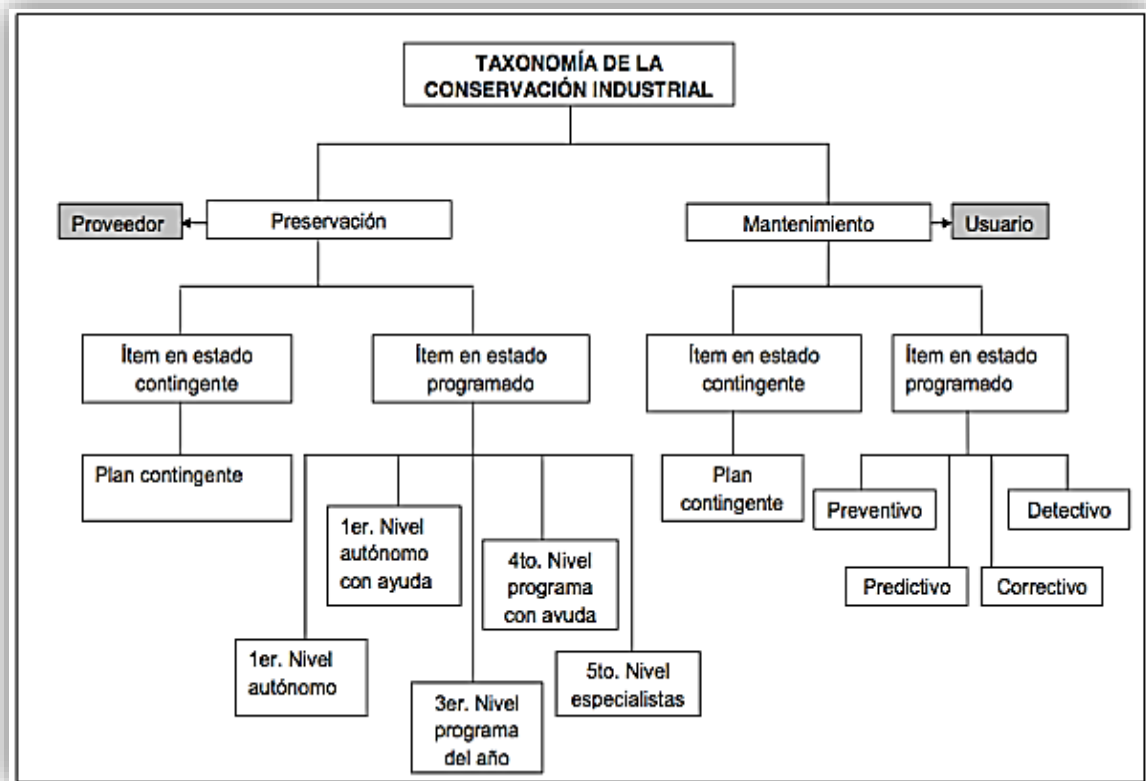 TAXONOMÍA DE LA
CONSERVACIÓN INDUSTRIAL
Proveedor
Preservación
Mantenimiento
Usuario
Ítem en estado
contingente
Ítem en estado
programado
Ítem en estado
contingente
Ítem en estado
programado
Plan contingente
Plan
contingente
Preventivo
Detectivo
Predictivo
Correctivo
1er. Nivel
autónomo
con ayuda
4to. Nivel
programa
con avuda
1er. Nivel
autónomo
3er. Nivel
programa
del año
5to. Nivel
especialistas